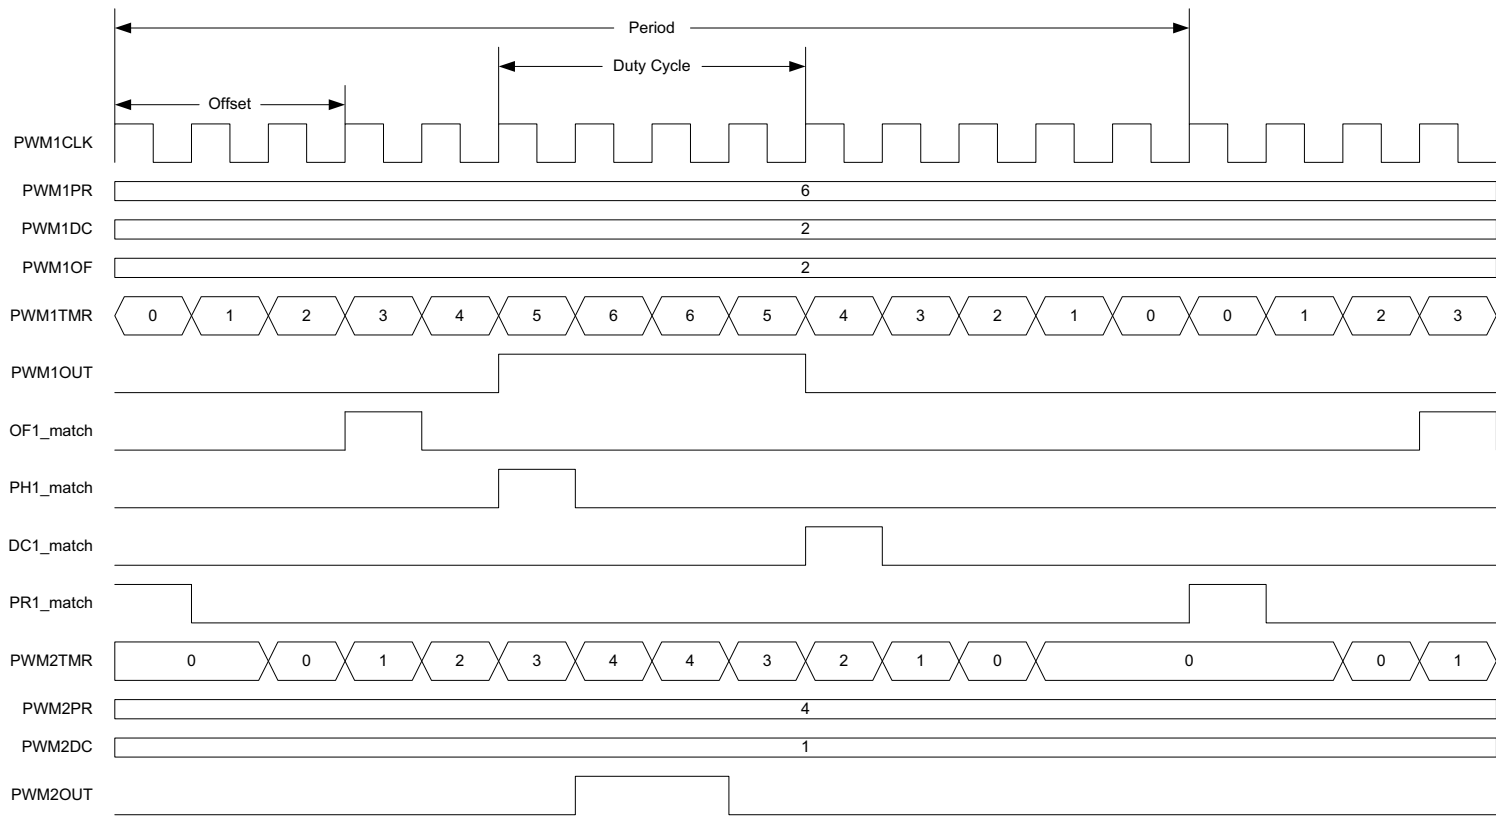 Period
Duty Cycle
Offset
PWM1CLK
PWM1PR 6
PWM1DC 2
PWM1OF 2
PWM1TMR 0 1 2 3 4 5 6 6 5 4 3 2 1 0 0 1 2 3
PWM1OUT
OF1_match
PH1_match
DC1_match
PR1_match
PWM2TMR 0 0 1 2 3 4 4 3 2 1 0 0 0 1
PWM2PR 4
PWM2DC 1
PWM2OUT